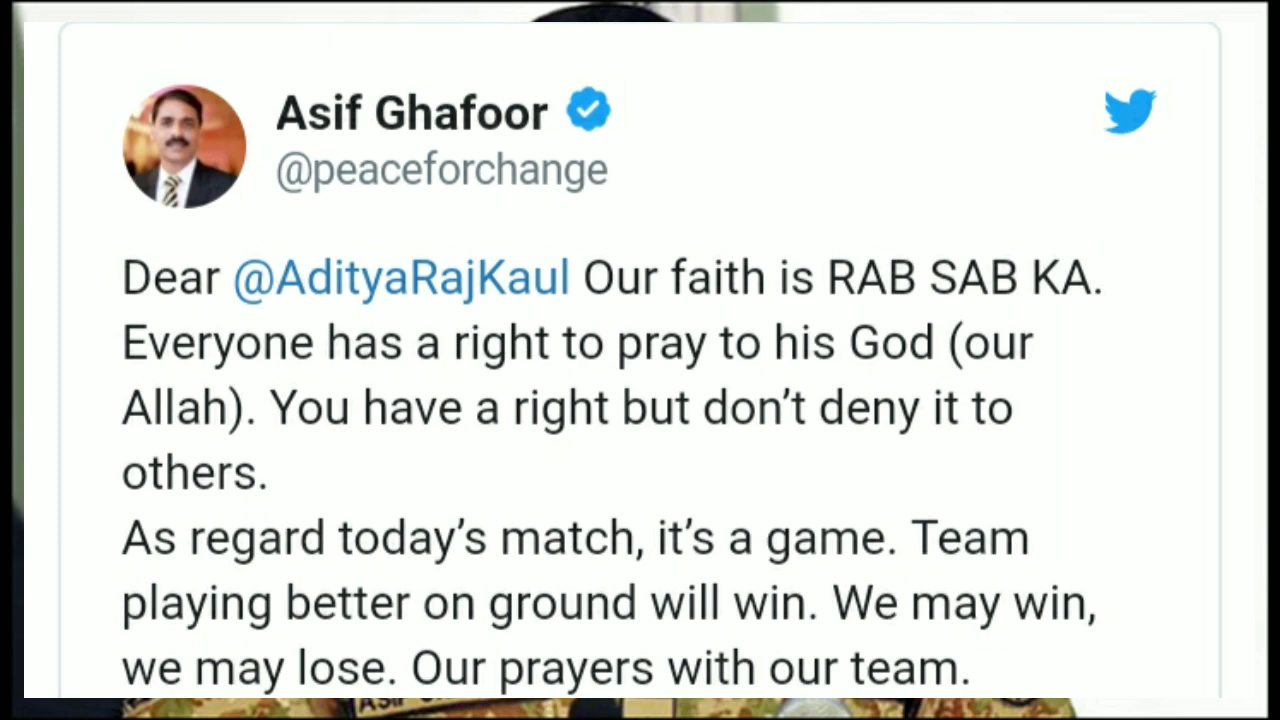 Asif Ghafoor
@peaceforchange
Dear @AdityaRajKaul Our faith is RAB SAB KA.
Everyone has a right to pray to his God (our
Allah). You have a right but don’t deny it to
others.
As regard today’s match, it’s a game. Team
playing better on ground will win. We may win,
we may lose. Our prayers with our team.